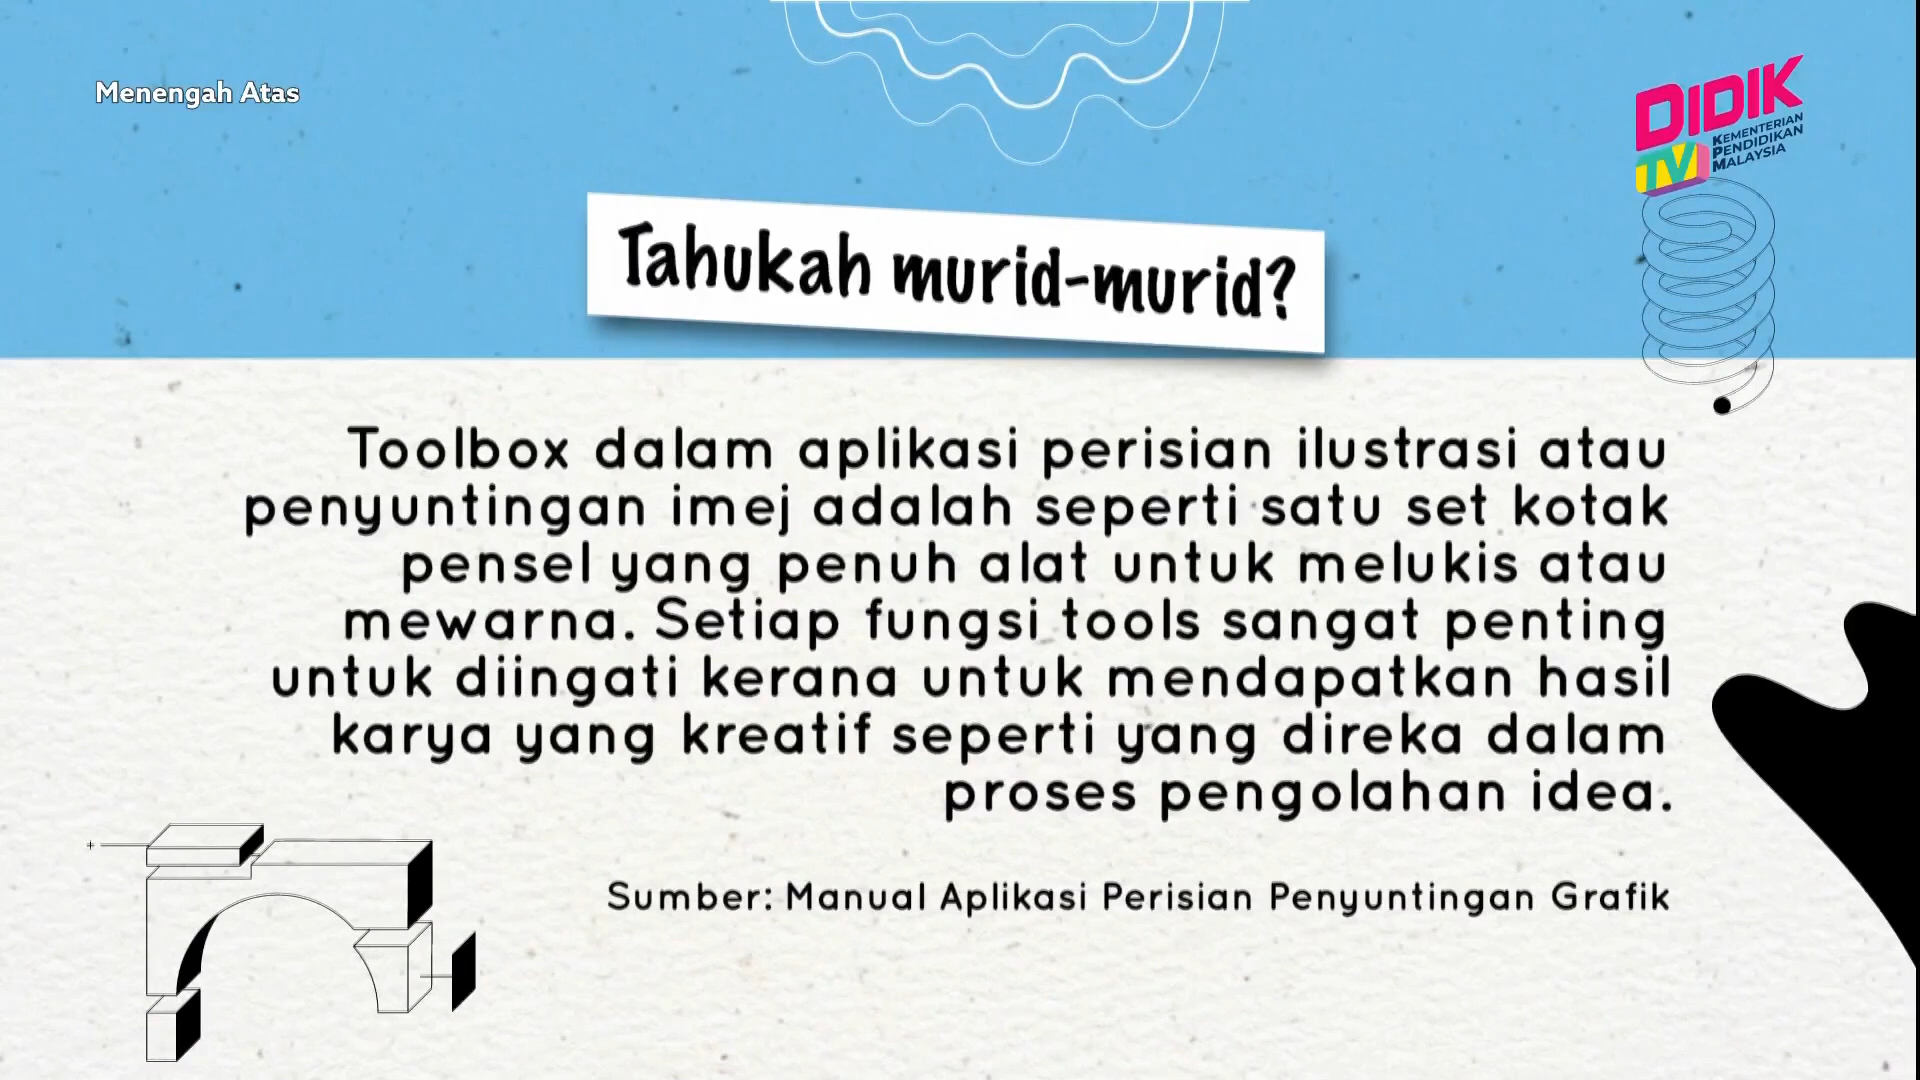 Menengah Atas
DIDIK
TV
KEMENTERIAN
PENDIDIKAN
MALAYSIA
Tahukah murid-murid?
Toolbox dalam aplikasi perisian ilustrasi atau
penyuntingan imej adalah seperti satu set kotak
pensel yang penuh alat untuk melukis atau
mewarna. Setiap fungsi tools sangat penting
untuk diingati kerana untuk mendapatkan hasil
karya yang kreatif seperti yang direka dalam
proses pengolahan idea.
Sumber: Manual Aplikasi Perisian Penyuntingan Grafik